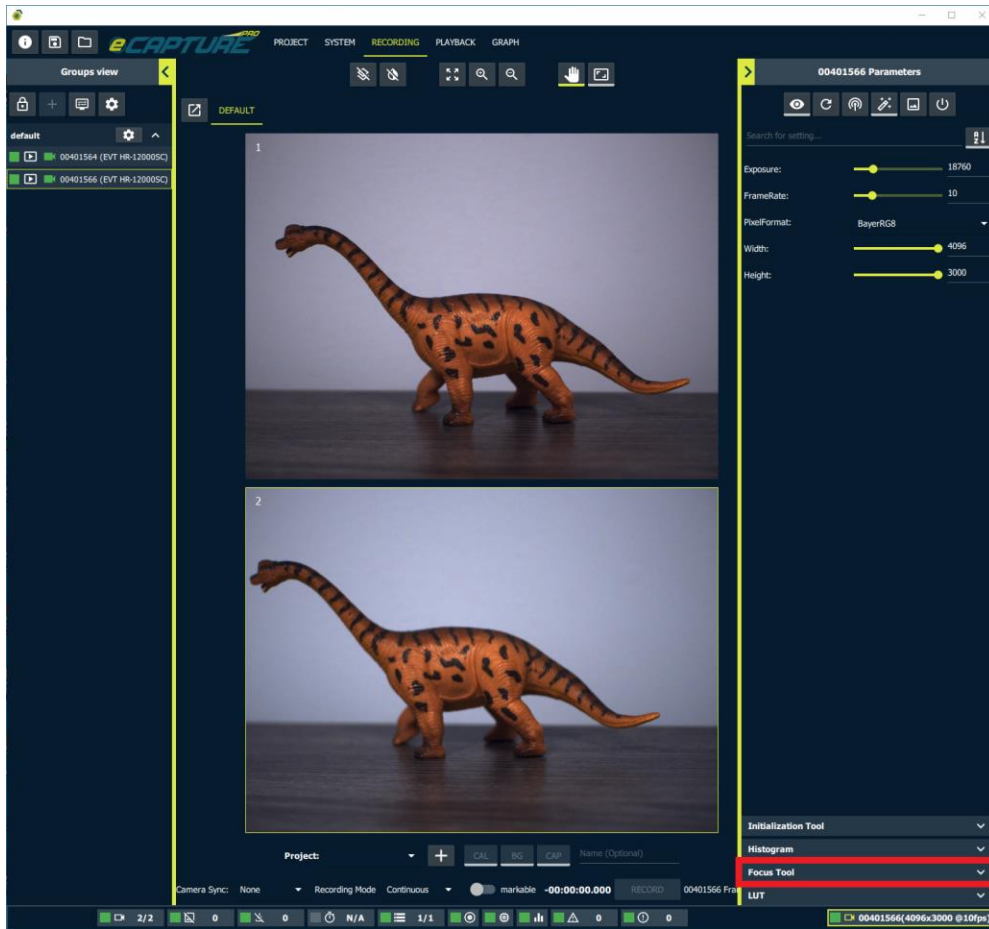 eCAPTURE PRO
PROJECT SYSTEM RECORDING PLAYBACK GRAPH
Groups view
00401566 Parameters
DEFAULT
default
00401564 (EVT HR-12000SC)
00401566 (EVT HR-12000SC)
1
2
Search for setting...
Exposure: 18760
FrameRate: 10
PixelFormat: BayerRG8
Width: 4096
Height: 3000
Initialization Tool
Histogram
Focus Tool
LUT
Project: CAL BG CAP Name (Optional)
Camera Sync: None Recording Mode Continuous markable -00:00:00.000 RECORD 00401566 Fra
2/2 0 0 N/A 1/1 0 0 00401566(4096x3000 @10fps)